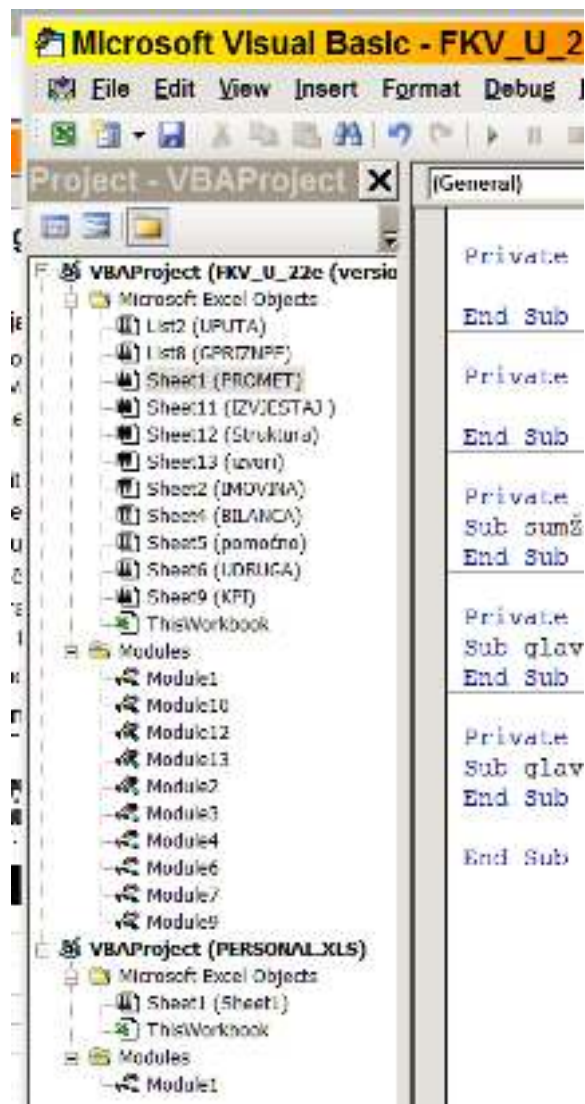 Microsoft Visual Basic - FKV_U_2
File Edit View Insert Format Debug
Project - VBAProject
(General)
VBAProject (FKV_U_22e (versio
Microsoft Excel Objects
List2 (UPUTA)
List8 (GPRIZNPF)
Sheet1 (PROMET)
Sheet11 (IZVJESTAJ )
Sheet12 (Struktura)
Sheet13 (izvori)
Sheet2 (IMOVINA)
Sheet4 (BILANCA)
Sheet5 (pomoćno)
Sheet6 (UDRUGA)
Sheet9 (KPI)
ThisWorkbook
Modules
Module1
Module10
Module12
Module13
Module2
Module3
Module4
Module6
Module7
Module9
VBAProject (PERSONAL.XLS)
Microsoft Excel Objects
Sheet1 (Sheet1)
ThisWorkbook
Modules
Module1
Private
End Sub
Private
End Sub
Private
Sub sumŽ
End Sub
Private
Sub glav
End Sub
Private
Sub glav
End Sub
End Sub